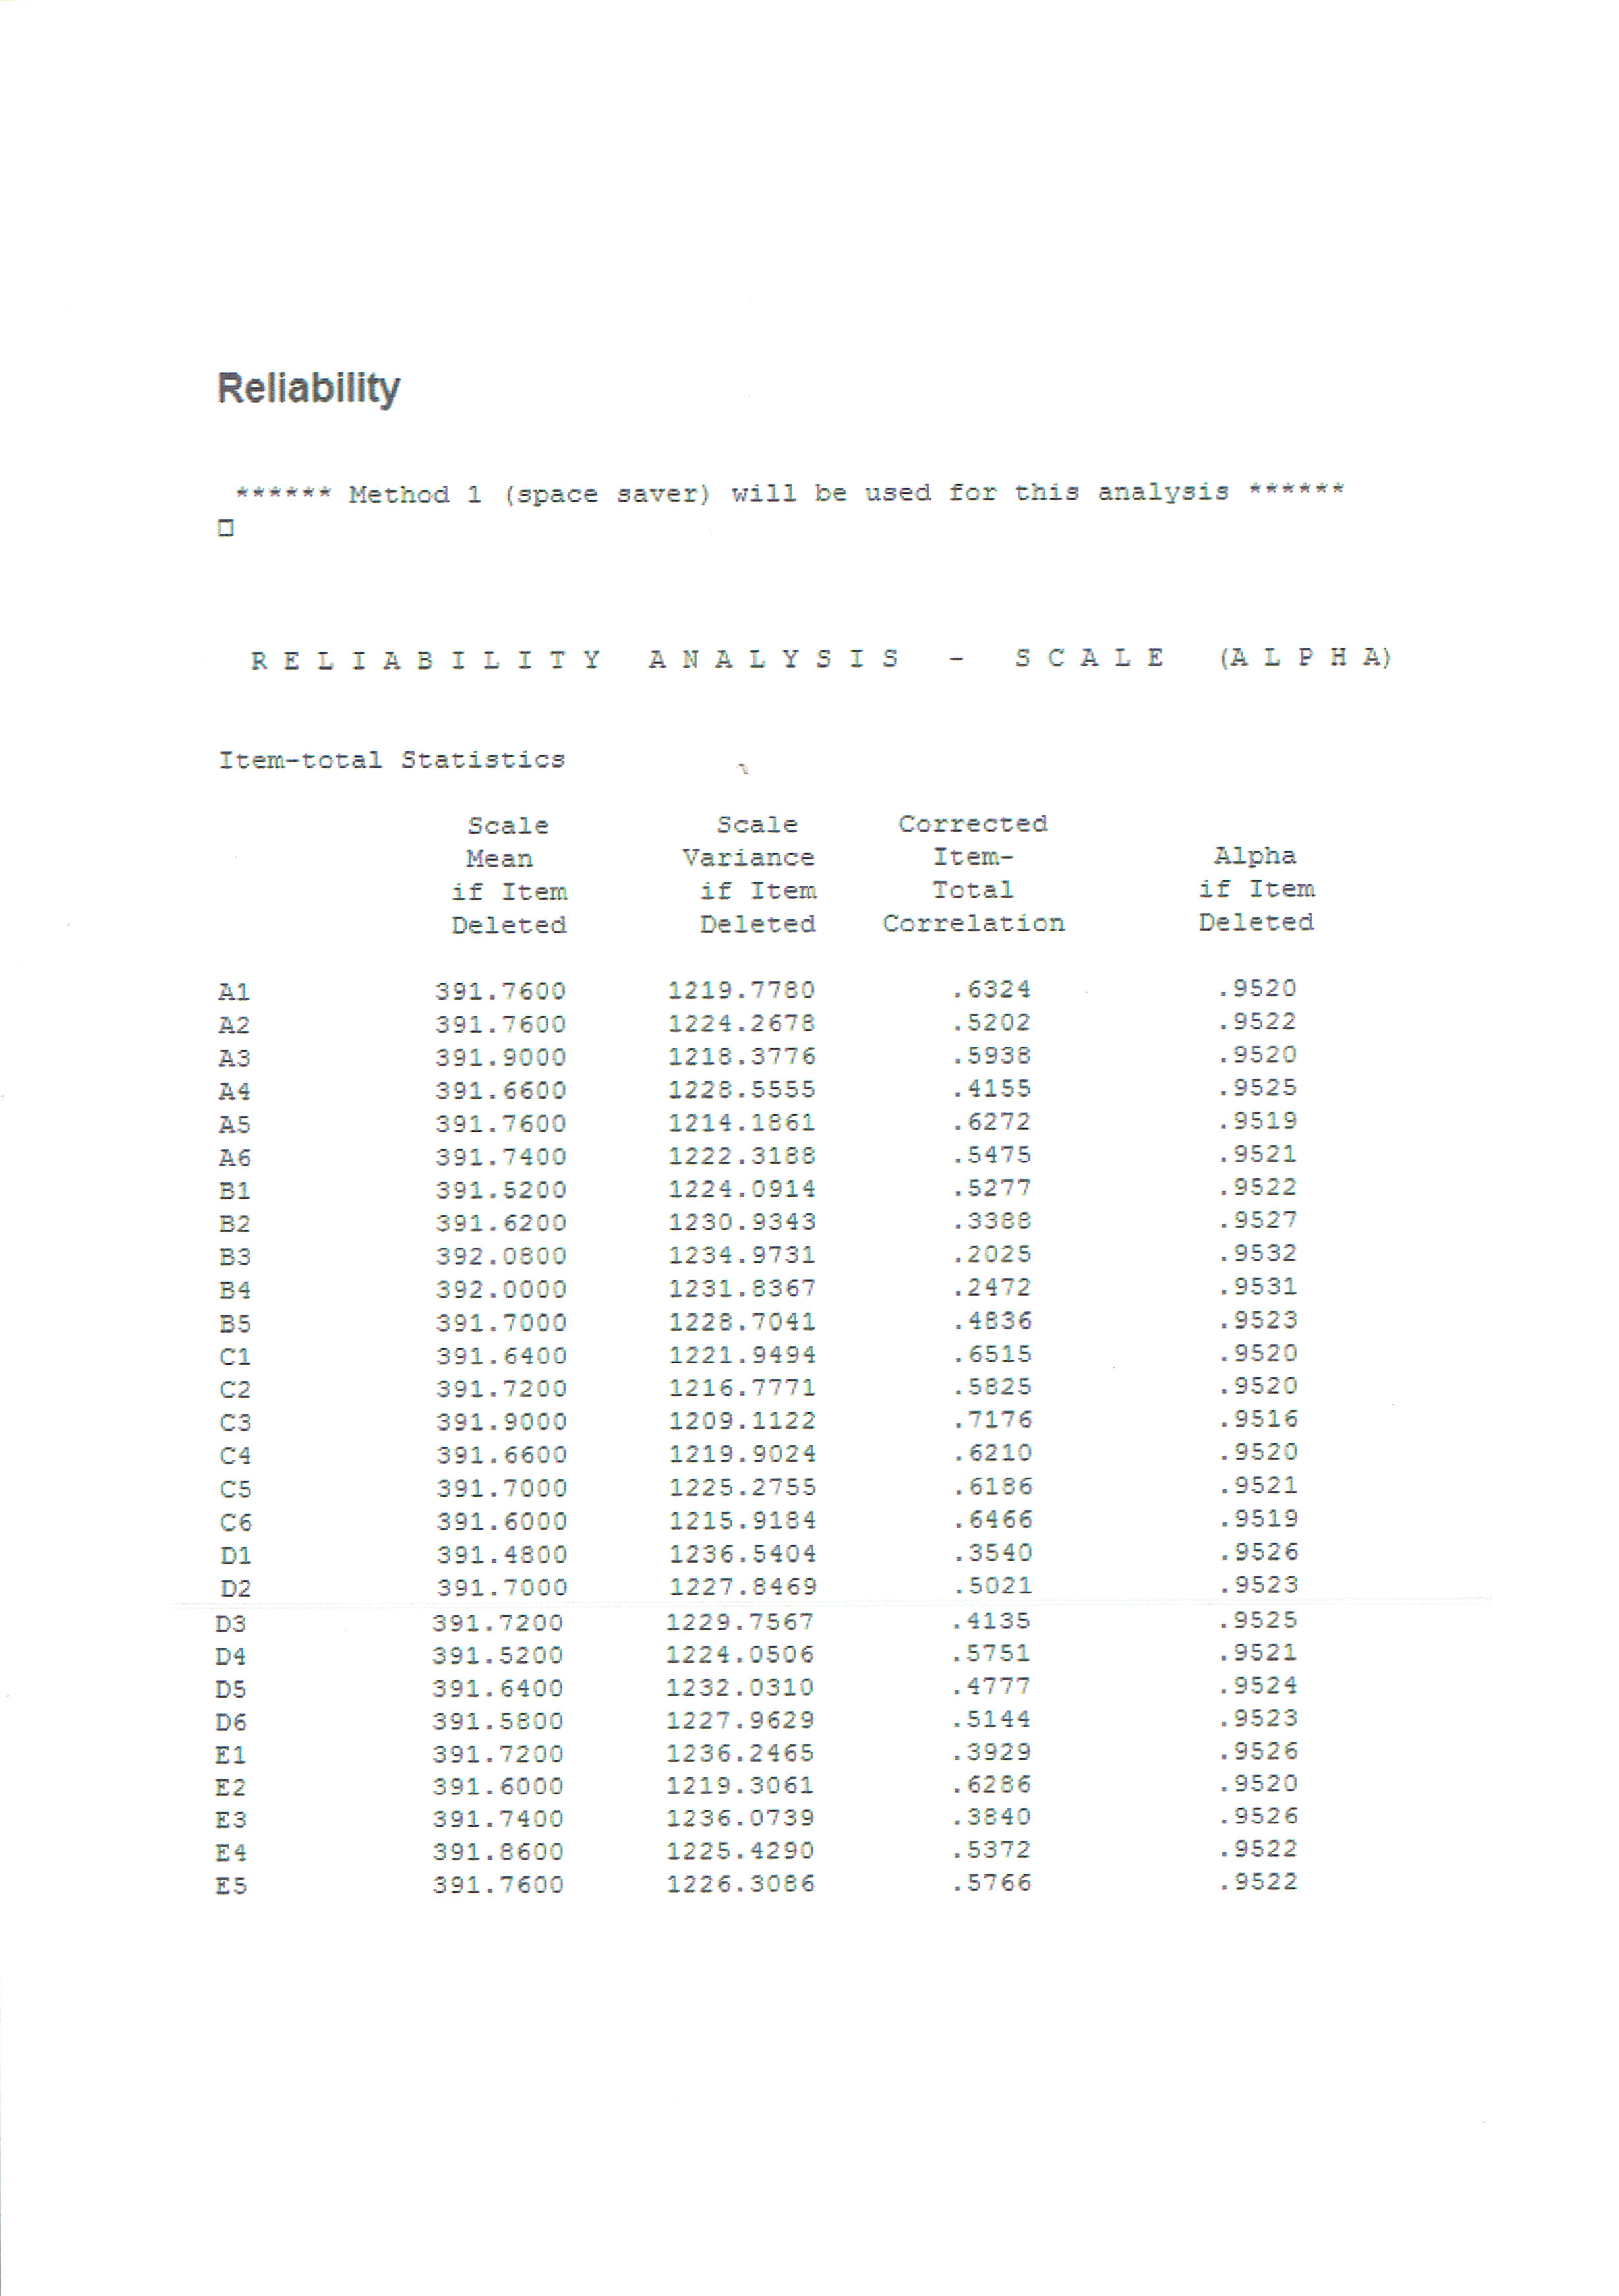 Reliability
****** Method 1 (space saver) will be used for this analysis ******
R E L I A B I L I T Y   A N A L Y S I S   -   S C A L E   (A L P H A)
Item-total Statistics
Scale Scale Corrected
Mean Variance Item- Alpha
if Item if Item Total if Item
Deleted Deleted Correlation Deleted
A1 391.7600 1219.7780 .6324 .9520
A2 391.7600 1224.2678 .5202 .9522
A3 391.9000 1218.3776 .5938 .9520
A4 391.6600 1228.5555 .4155 .9525
A5 391.7600 1214.1861 .6272 .9519
A6 391.7400 1222.3188 .5475 .9521
B1 391.5200 1224.0914 .5277 .9522
B2 391.6200 1230.9343 .3388 .9527
B3 392.0800 1234.9731 .2025 .9532
B4 392.0000 1231.8367 .2472 .9531
B5 391.7000 1228.7041 .4836 .9523
C1 391.6400 1221.9494 .6515 .9520
C2 391.7200 1216.7771 .5825 .9520
C3 391.9000 1209.1122 .7176 .9516
C4 391.6600 1219.9024 .6210 .9520
C5 391.7000 1225.2755 .6186 .9521
C6 391.6000 1215.9184 .6466 .9519
D1 391.4800 1236.5404 .3540 .9526
D2 391.7000 1227.8469 .5021 .9523
D3 391.7200 1229.7567 .4135 .9525
D4 391.5200 1224.0506 .5751 .9521
D5 391.6400 1232.0310 .4777 .9524
D6 391.5800 1227.9629 .5144 .9523
E1 391.7200 1236.2465 .3929 .9526
E2 391.6000 1219.3061 .6286 .9520
E3 391.7400 1236.0739 .3840 .9526
E4 391.8600 1225.4290 .5372 .9522
E5 391.7600 1226.3086 .5766 .9522